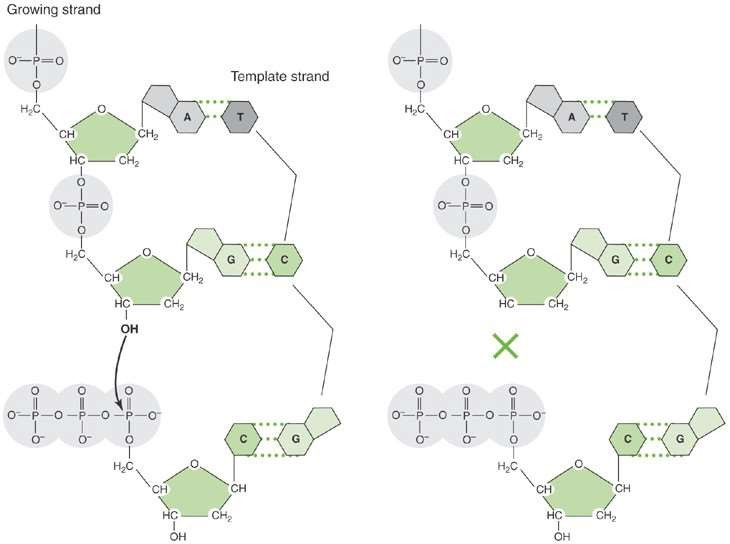 Growing strand
O⁻ P O
O
H₂C
O
CH
CH₂
HC CH₂
A T
Template strand
O
O⁻ P O
O
H₂C
O
CH
CH₂
HC CH₂
G C
OH
O O O
O⁻ P O P O P O⁻
O⁻ O⁻ O
H₂C
O
CH
CH
HC CH₂
C G
OH
O⁻ P O
O
H₂C
O
CH
CH₂
HC CH₂
A T
O
O⁻ P O
O
H₂C
O
CH
CH₂
HC CH₂
G C
O O O
O⁻ P O P O P O⁻
O⁻ O⁻ O
H₂C
O
CH
CH
HC CH₂
C G
OH